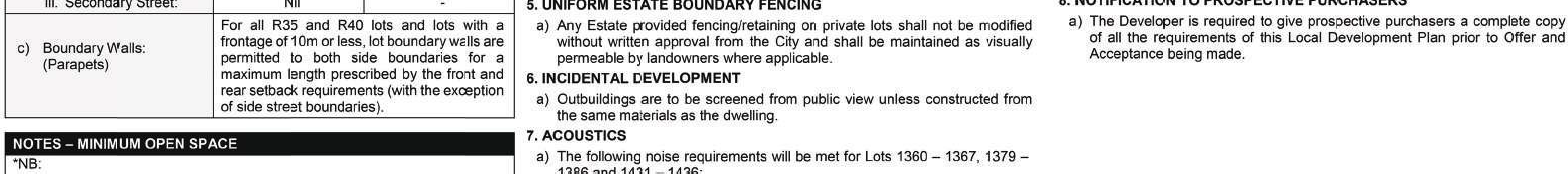 iii. Secondary Street: Nil -
c) Boundary Walls: (Parapets)
For all R35 and R40 lots and lots with a
frontage of 10m or less, lot boundary walls are
permitted to both side boundaries for a
maximum length prescribed by the front and
rear setback requirements (with the exception
of side street boundaries).
NOTES – MINIMUM OPEN SPACE
*NB:
5. UNIFORM ESTATE BOUNDARY FENCING
a) Any Estate provided fencing/retaining on private lots shall not be modified
without written approval from the City and shall be maintained as visually
permeable by landowners where applicable.
6. INCIDENTAL DEVELOPMENT
a) Outbuildings are to be screened from public view unless constructed from
the same materials as the dwelling.
7. ACOUSTICS
a) The following noise requirements will be met for Lots 1360 – 1367, 1379 –
1386 and 1431 – 1436:
8. NOTIFICATION TO PROSPECTIVE PURCHASERS
a) The Developer is required to give prospective purchasers a complete copy
of all the requirements of this Local Development Plan prior to Offer and
Acceptance being made.